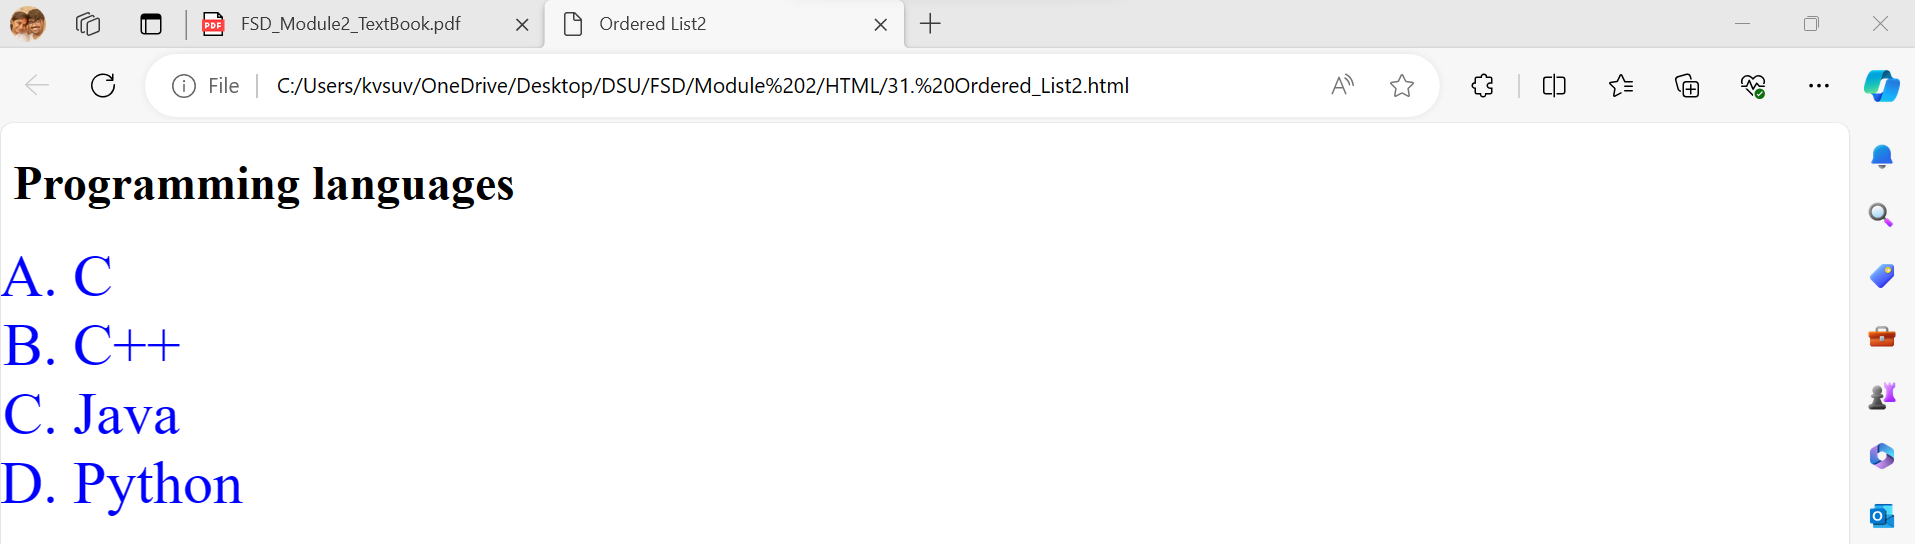 FSD_Module2_TextBook.pdf
Ordered List2
File
C:/Users/kvsuv/OneDrive/Desktop/DSU/FSD/Module%202/HTML/31.%20Ordered_List2.html
Programming languages
A. C
B. C++
C. Java
D. Python